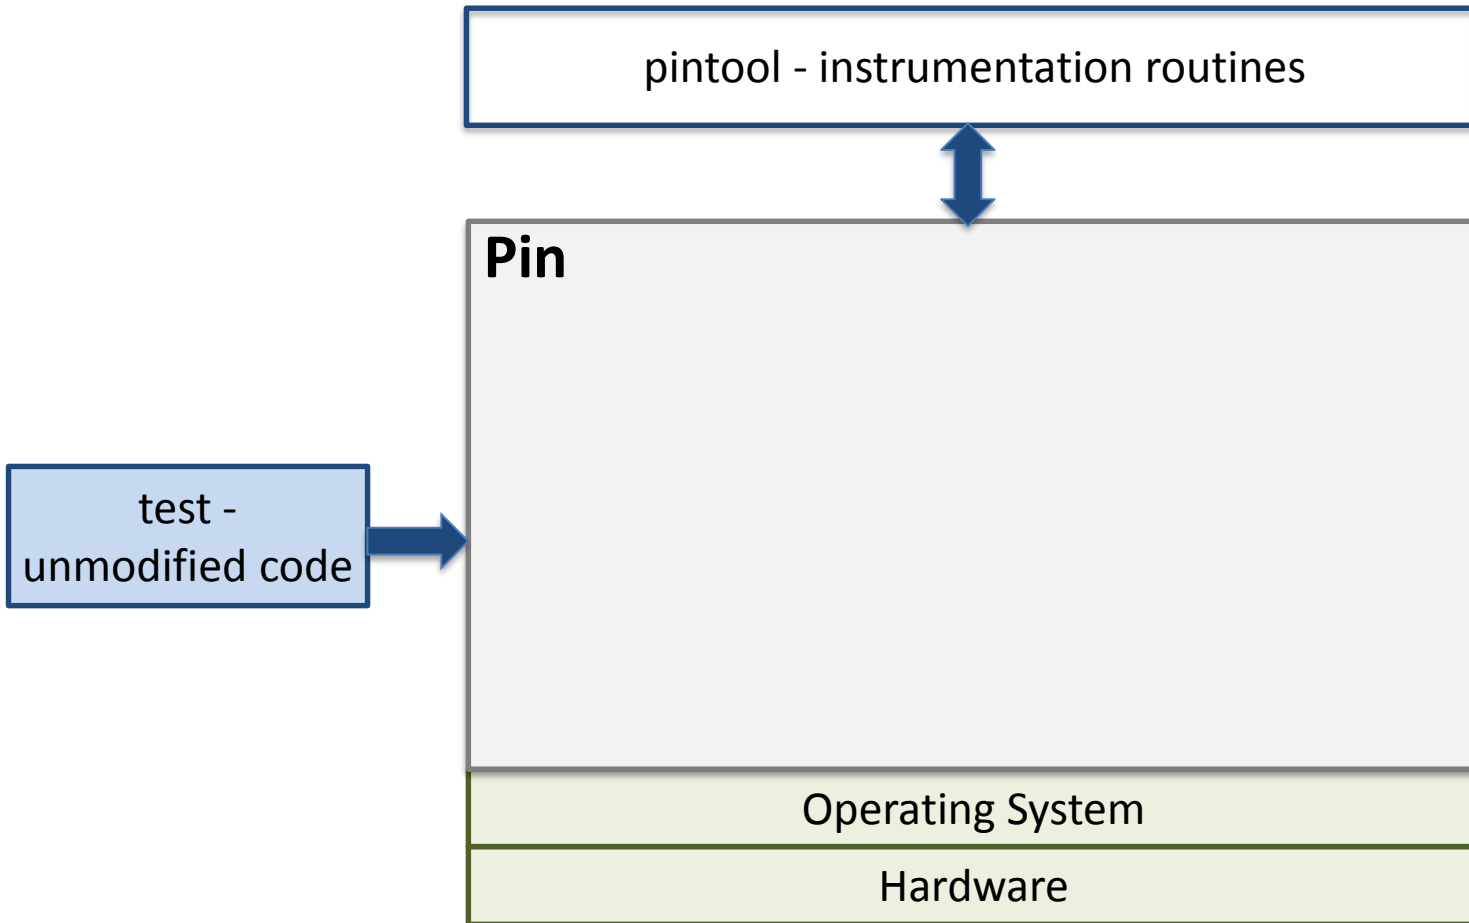 pintool - instrumentation routines
Pin
test -
unmodified code
Operating System
Hardware